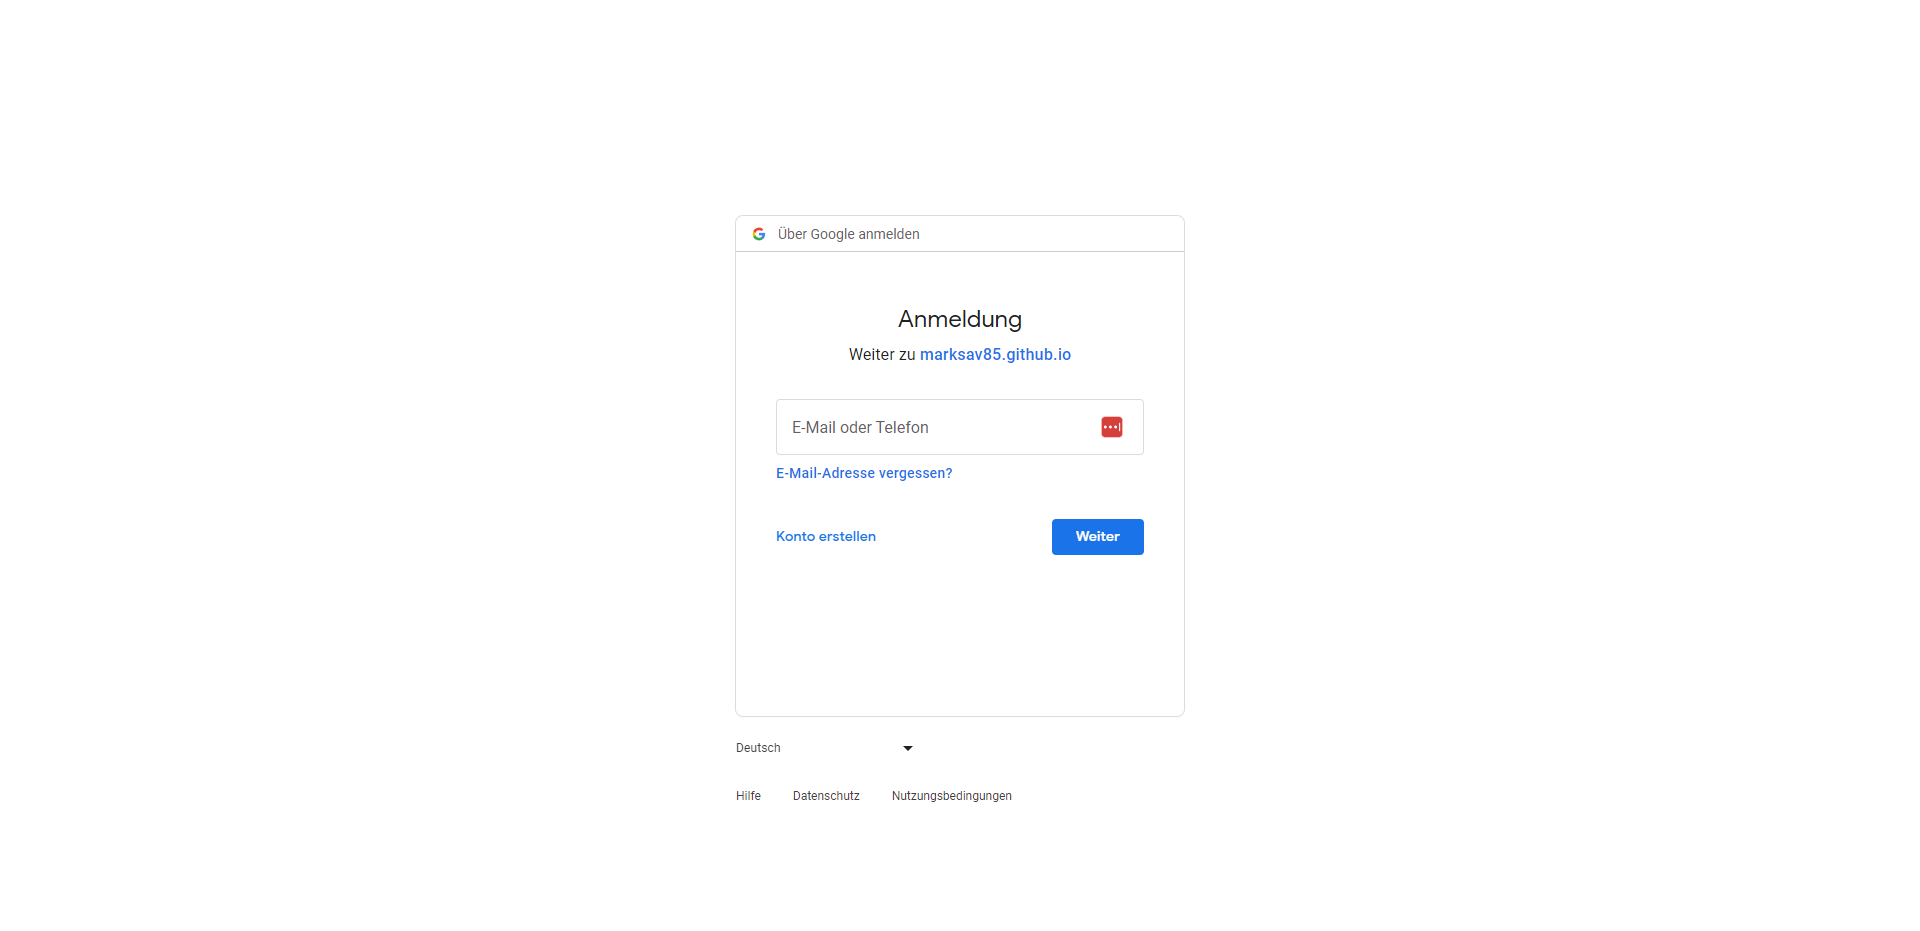 Über Google anmelden
Anmeldung
Weiter zu marksav85.github.io
E-Mail oder Telefon
E-Mail-Adresse vergessen?
Konto erstellen
Weiter
Deutsch
Hilfe Datenschutz Nutzungsbedingungen